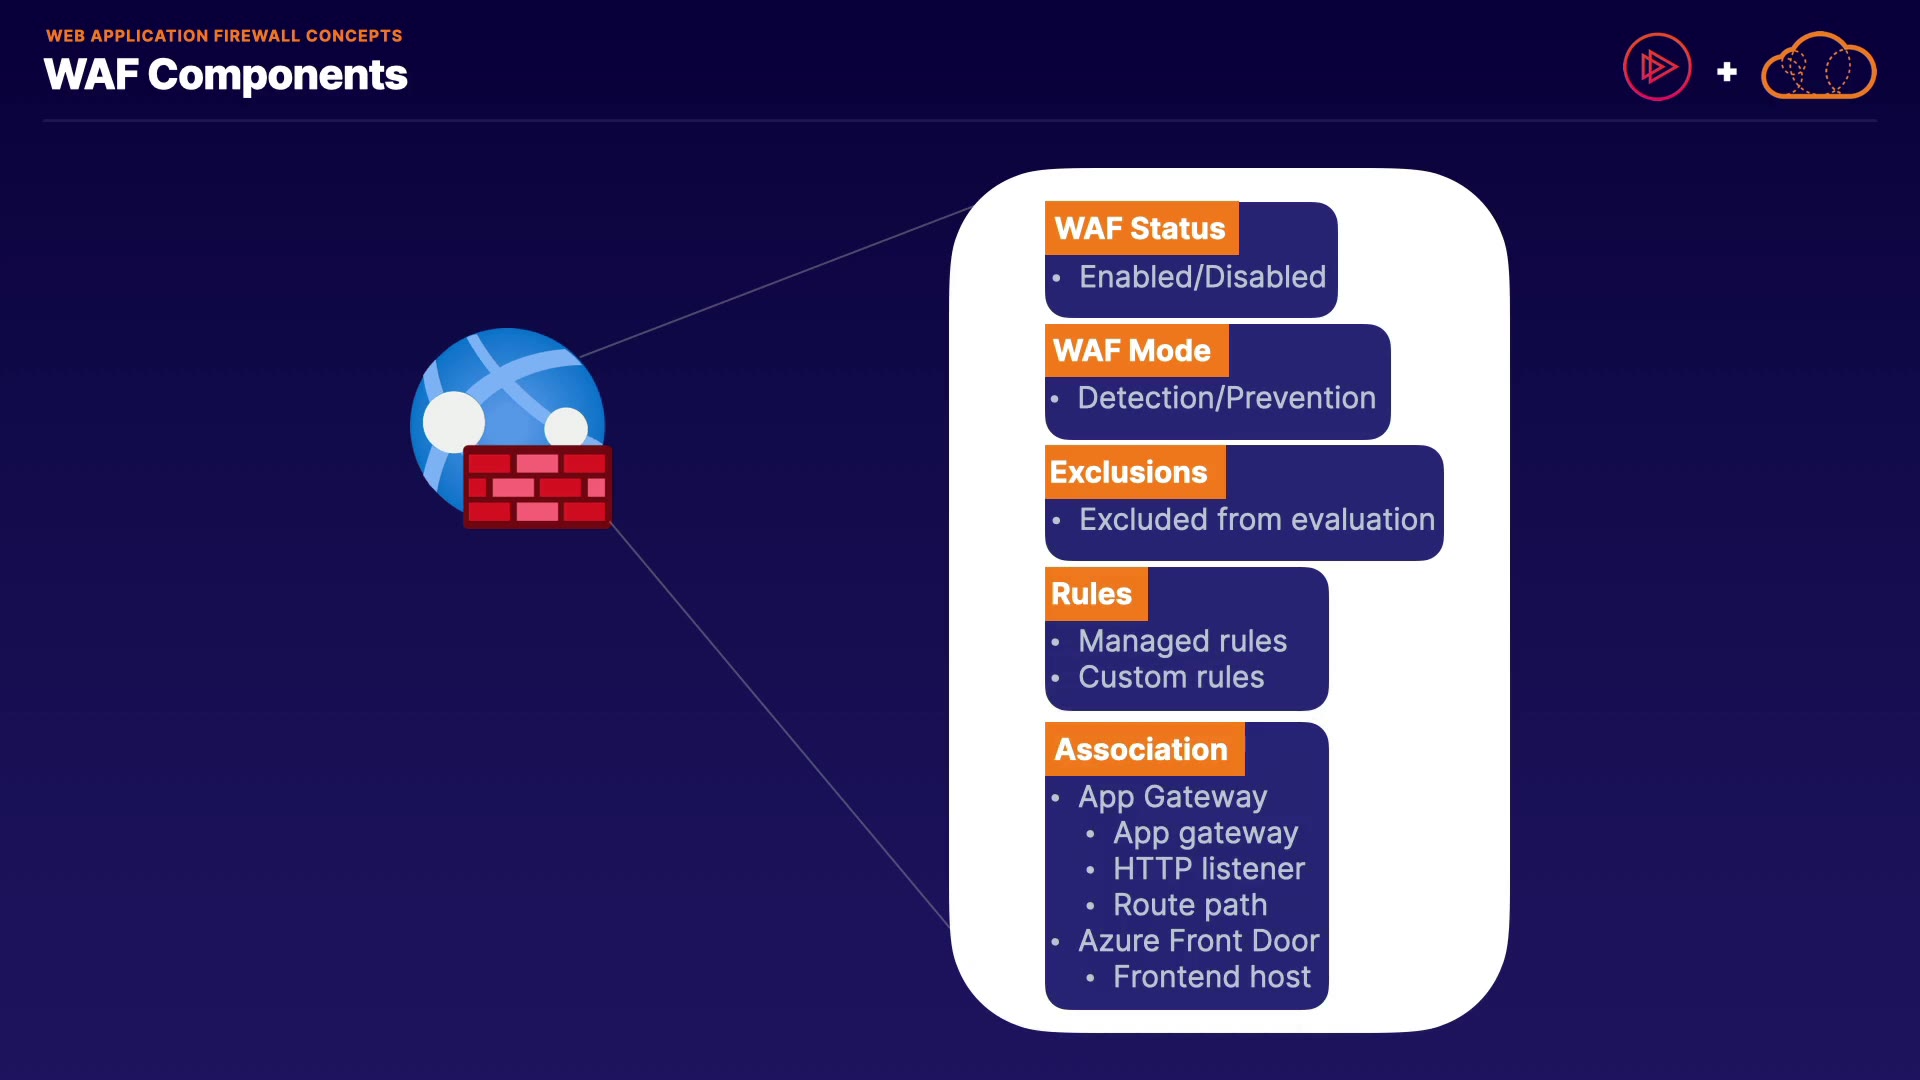 WEB APPLICATION FIREWALL CONCEPTS
WAF Components
+
WAF Status
• Enabled/Disabled
WAF Mode
• Detection/Prevention
Exclusions
• Excluded from evaluation
Rules
• Managed rules
• Custom rules
Association
• App Gateway
• App gateway
• HTTP listener
• Route path
• Azure Front Door
• Frontend host